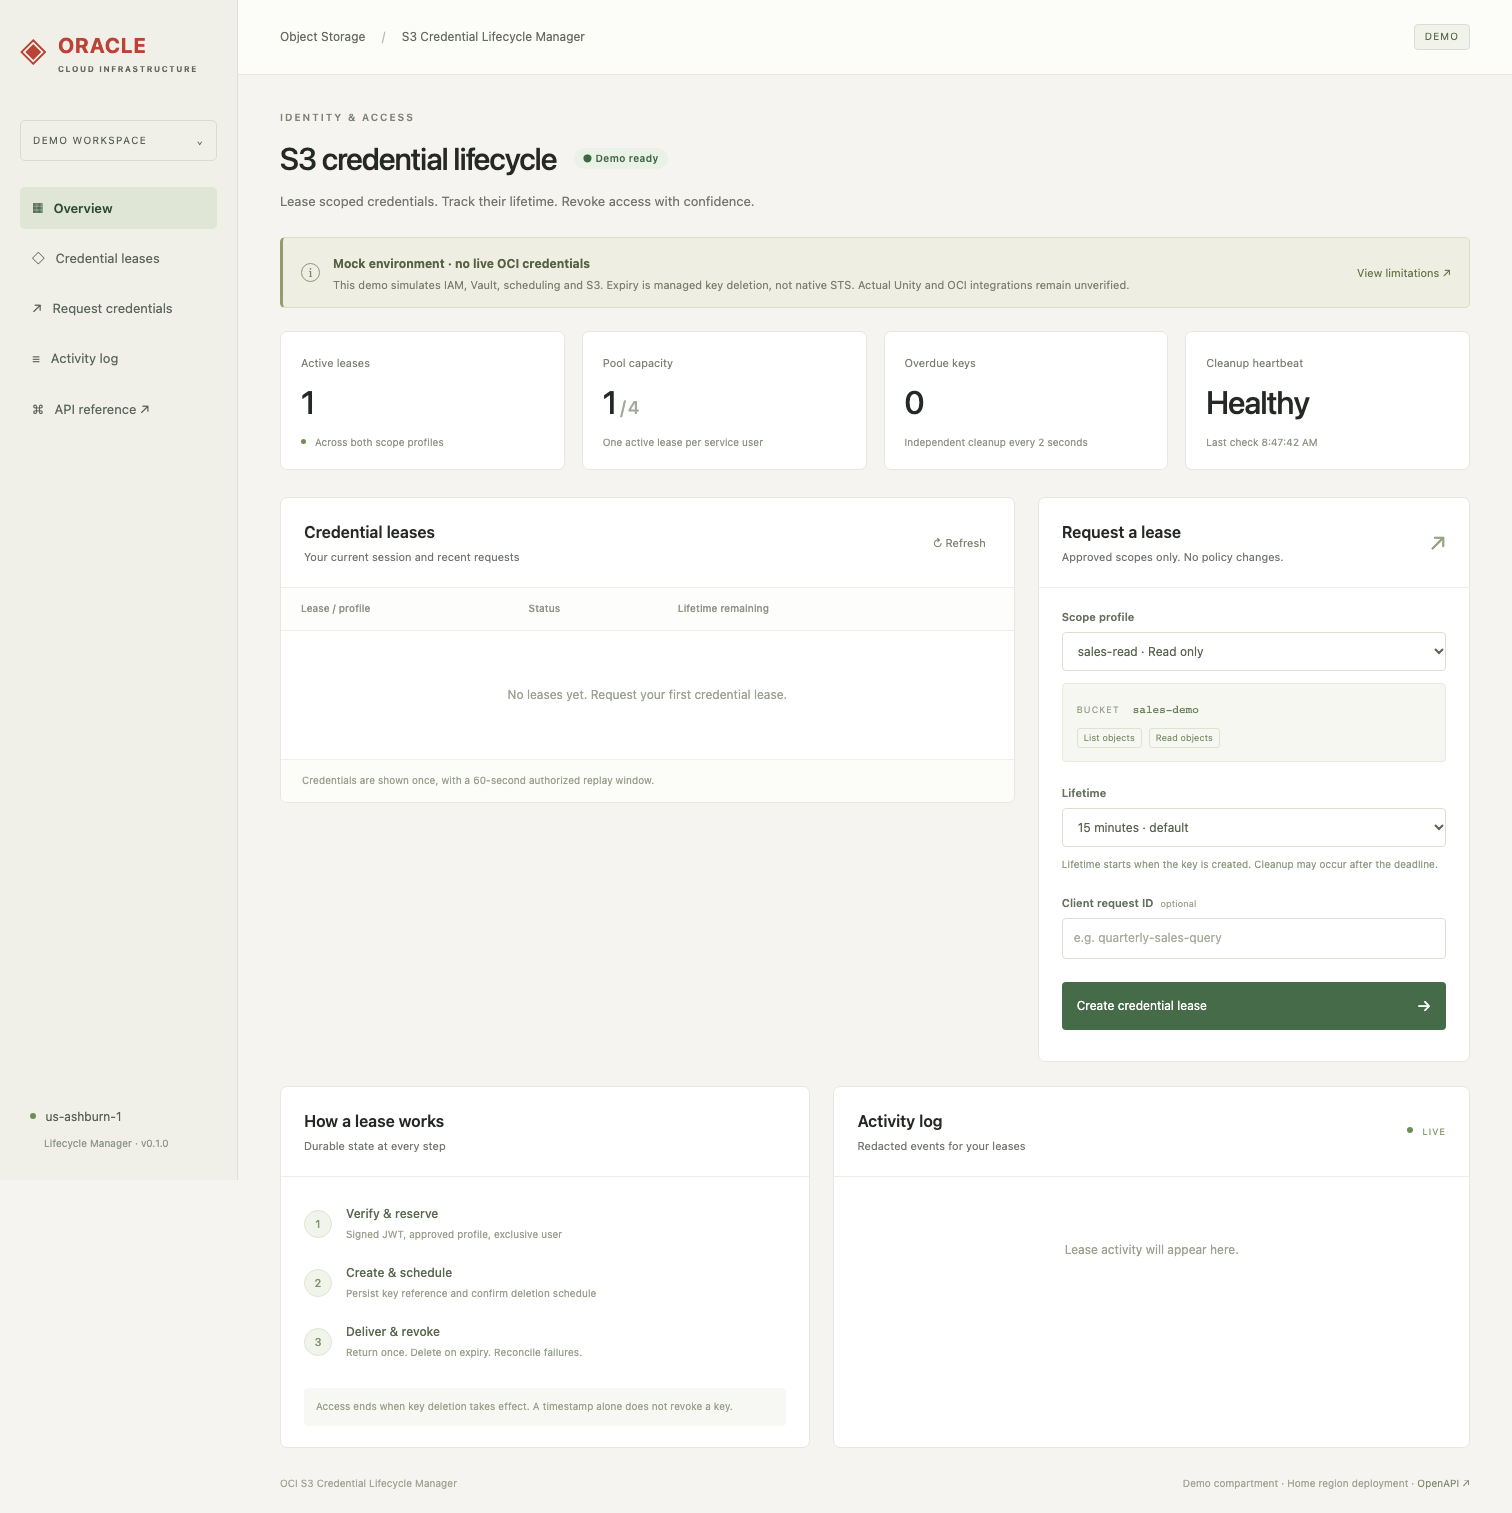 ORACLE
CLOUD INFRASTRUCTURE
DEMO WORKSPACE
Overview
Credential leases
Request credentials
Activity log
API reference ↗
us-ashburn-1
Lifecycle Manager · v0.1.0
Object Storage / S3 Credential Lifecycle Manager
DEMO
IDENTITY & ACCESS
S3 credential lifecycle
Demo ready
Lease scoped credentials. Track their lifetime. Revoke access with confidence.
Mock environment · no live OCI credentials
This demo simulates IAM, Vault, scheduling and S3. Expiry is managed key deletion, not native STS. Actual Unity and OCI integrations remain unverified.
View limitations ↗
Active leases
1
Across both scope profiles
Pool capacity
1 /4
One active lease per service user
Overdue keys
0
Independent cleanup every 2 seconds
Cleanup heartbeat
Healthy
Last check 8:47:42 AM
Credential leases
Your current session and recent requests
↻ Refresh
Lease / profile Status Lifetime remaining
No leases yet. Request your first credential lease.
Credentials are shown once, with a 60-second authorized replay window.
Request a lease
Approved scopes only. No policy changes.
Scope profile
sales-read · Read only
BUCKET sales-demo
List objects Read objects
Lifetime
15 minutes · default
Lifetime starts when the key is created. Cleanup may occur after the deadline.
Client request ID optional
e.g. quarterly-sales-query
Create credential lease →
How a lease works
Durable state at every step
1 Verify & reserve
Signed JWT, approved profile, exclusive user
2 Create & schedule
Persist key reference and confirm deletion schedule
3 Deliver & revoke
Return once. Delete on expiry. Reconcile failures.
Access ends when key deletion takes effect. A timestamp alone does not revoke a key.
Activity log
Redacted events for your leases
LIVE
Lease activity will appear here.
OCI S3 Credential Lifecycle Manager
Demo compartment · Home region deployment · OpenAPI ↗